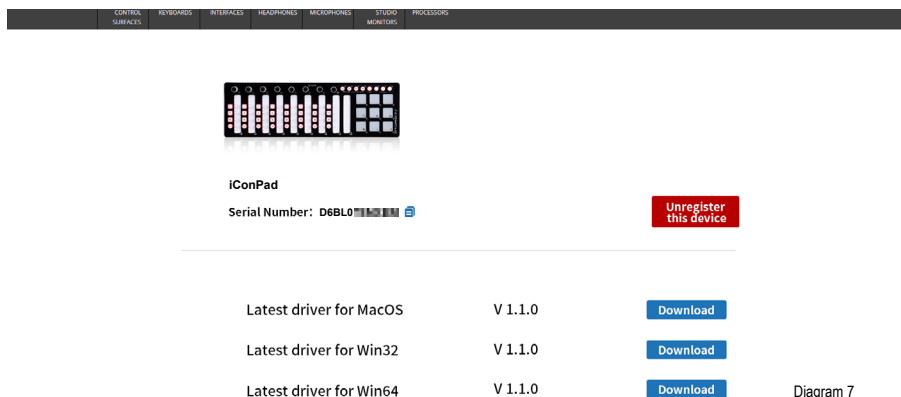 CONTROL SURFACES KEYBOARDS INTERFACES HEADPHONES MICROPHONES STUDIO MONITORS PROCESSORS
iConPad
Serial Number: D6BL0
Unregister
this device
Latest driver for MacOS V 1.1.0 Download
Latest driver for Win32 V 1.1.0 Download
Latest driver for Win64 V 1.1.0 Download
Diagram 7